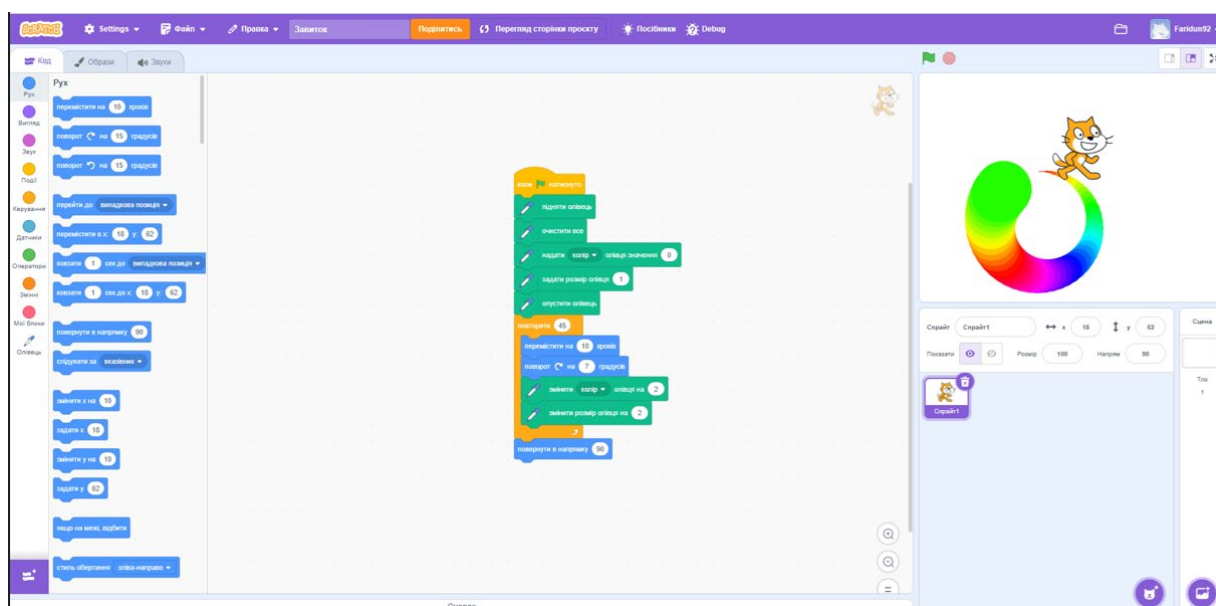 SCRATCH Settings Файл Правка Завиток Поділитись Перегляд сторінки проєкту Посібники Debug Faridun92
Код Образи Звуки
Рух
Вигляд
Звук
Події
Керування
Датчики
Оператори
Змінні
Мої блоки
Олівець
Рух
перемістити на 10 кроків
поворот на 15 градусів
поворот на 15 градусів
перейти до випадкова позиція
перемістити в x: 18 y: 62
ковзати 1 сек до випадкова позиція
ковзати 1 сек до x: 18 y: 62
повернути в напрямку 90
слідувати за вказівник
змінити x на 10
задати x 18
змінити y на 10
задати y 62
якщо на межі, відбити
стиль обертання зліва-направо
коли натиснуто
підняти олівець
очистити все
надати колір олівця значення 0
задати розмір олівця 1
опустити олівець
повторити 45
перемістити на 10 кроків
поворот на 7 градусів
змінити колір олівця на 2
змінити розмір олівця на 2
повернути в напрямку 90
Спрайт Спрайт1 x 18 y 62
Показати Розмір 100 Напрям 90
Спрайт1
Сцена
Тло
1